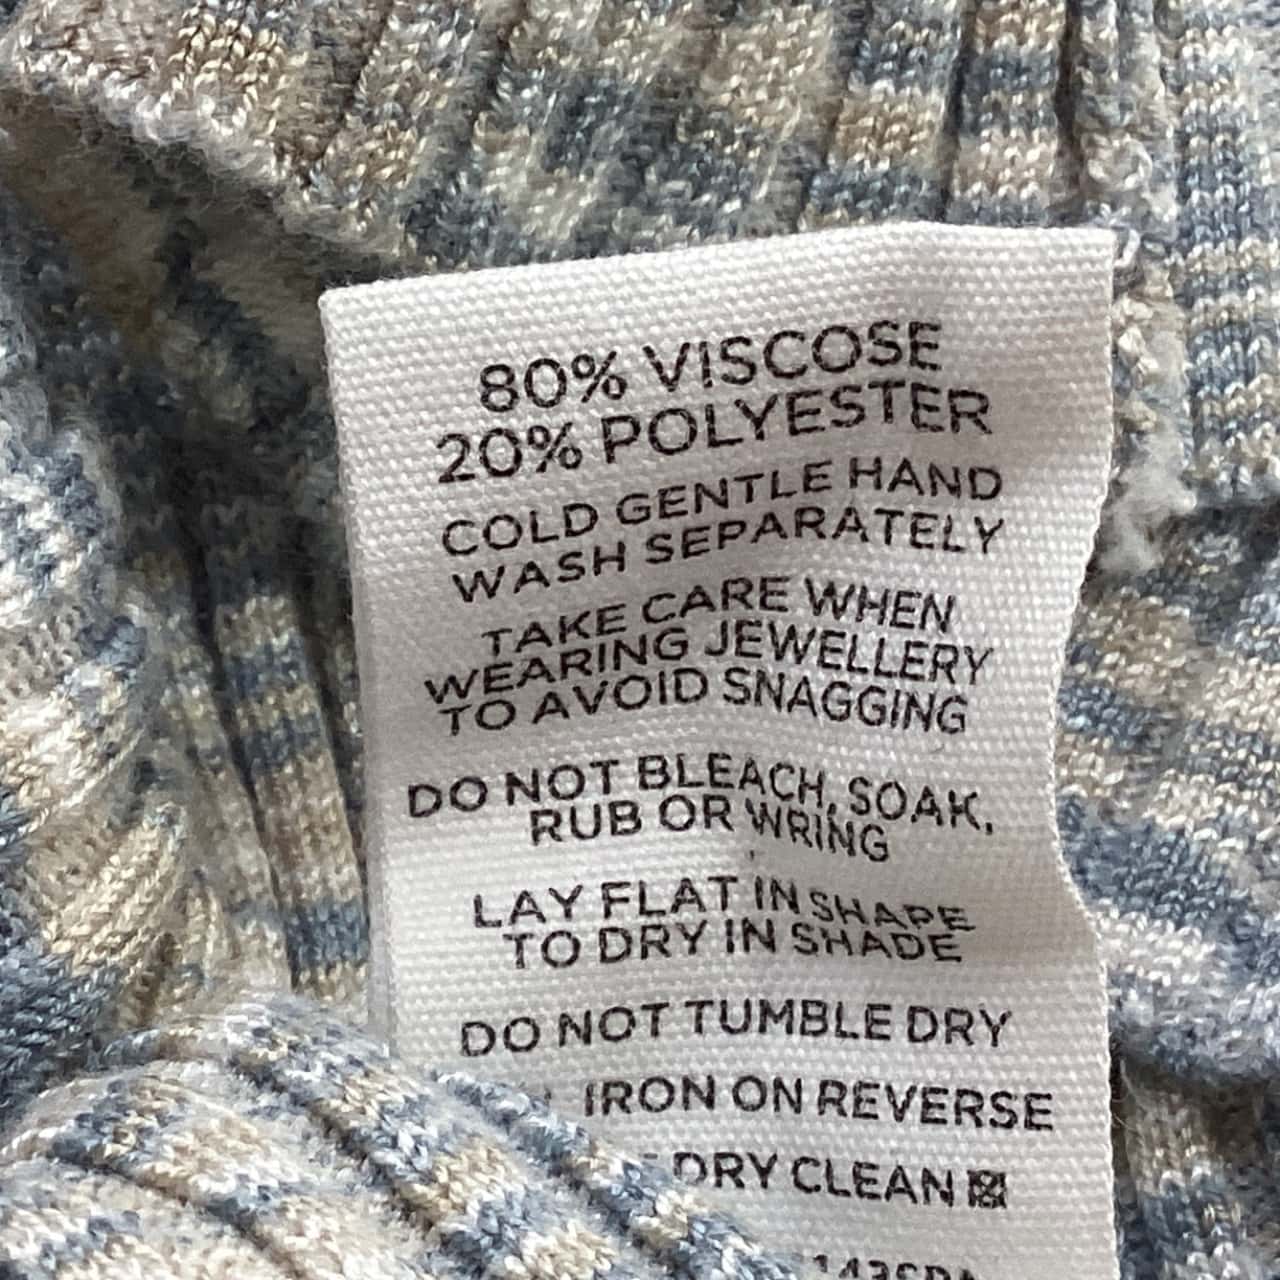 80% VISCOSE
20% POLYESTER
COLD GENTLE HAND
WASH SEPARATELY
TAKE CARE WHEN
WEARING JEWELLERY
TO AVOID SNAGGING
DO NOT BLEACH, SOAK,
RUB OR WRING
LAY FLAT IN SHAPE
TO DRY IN SHADE
DO NOT TUMBLE DRY
IRON ON REVERSE
DRY CLEAN